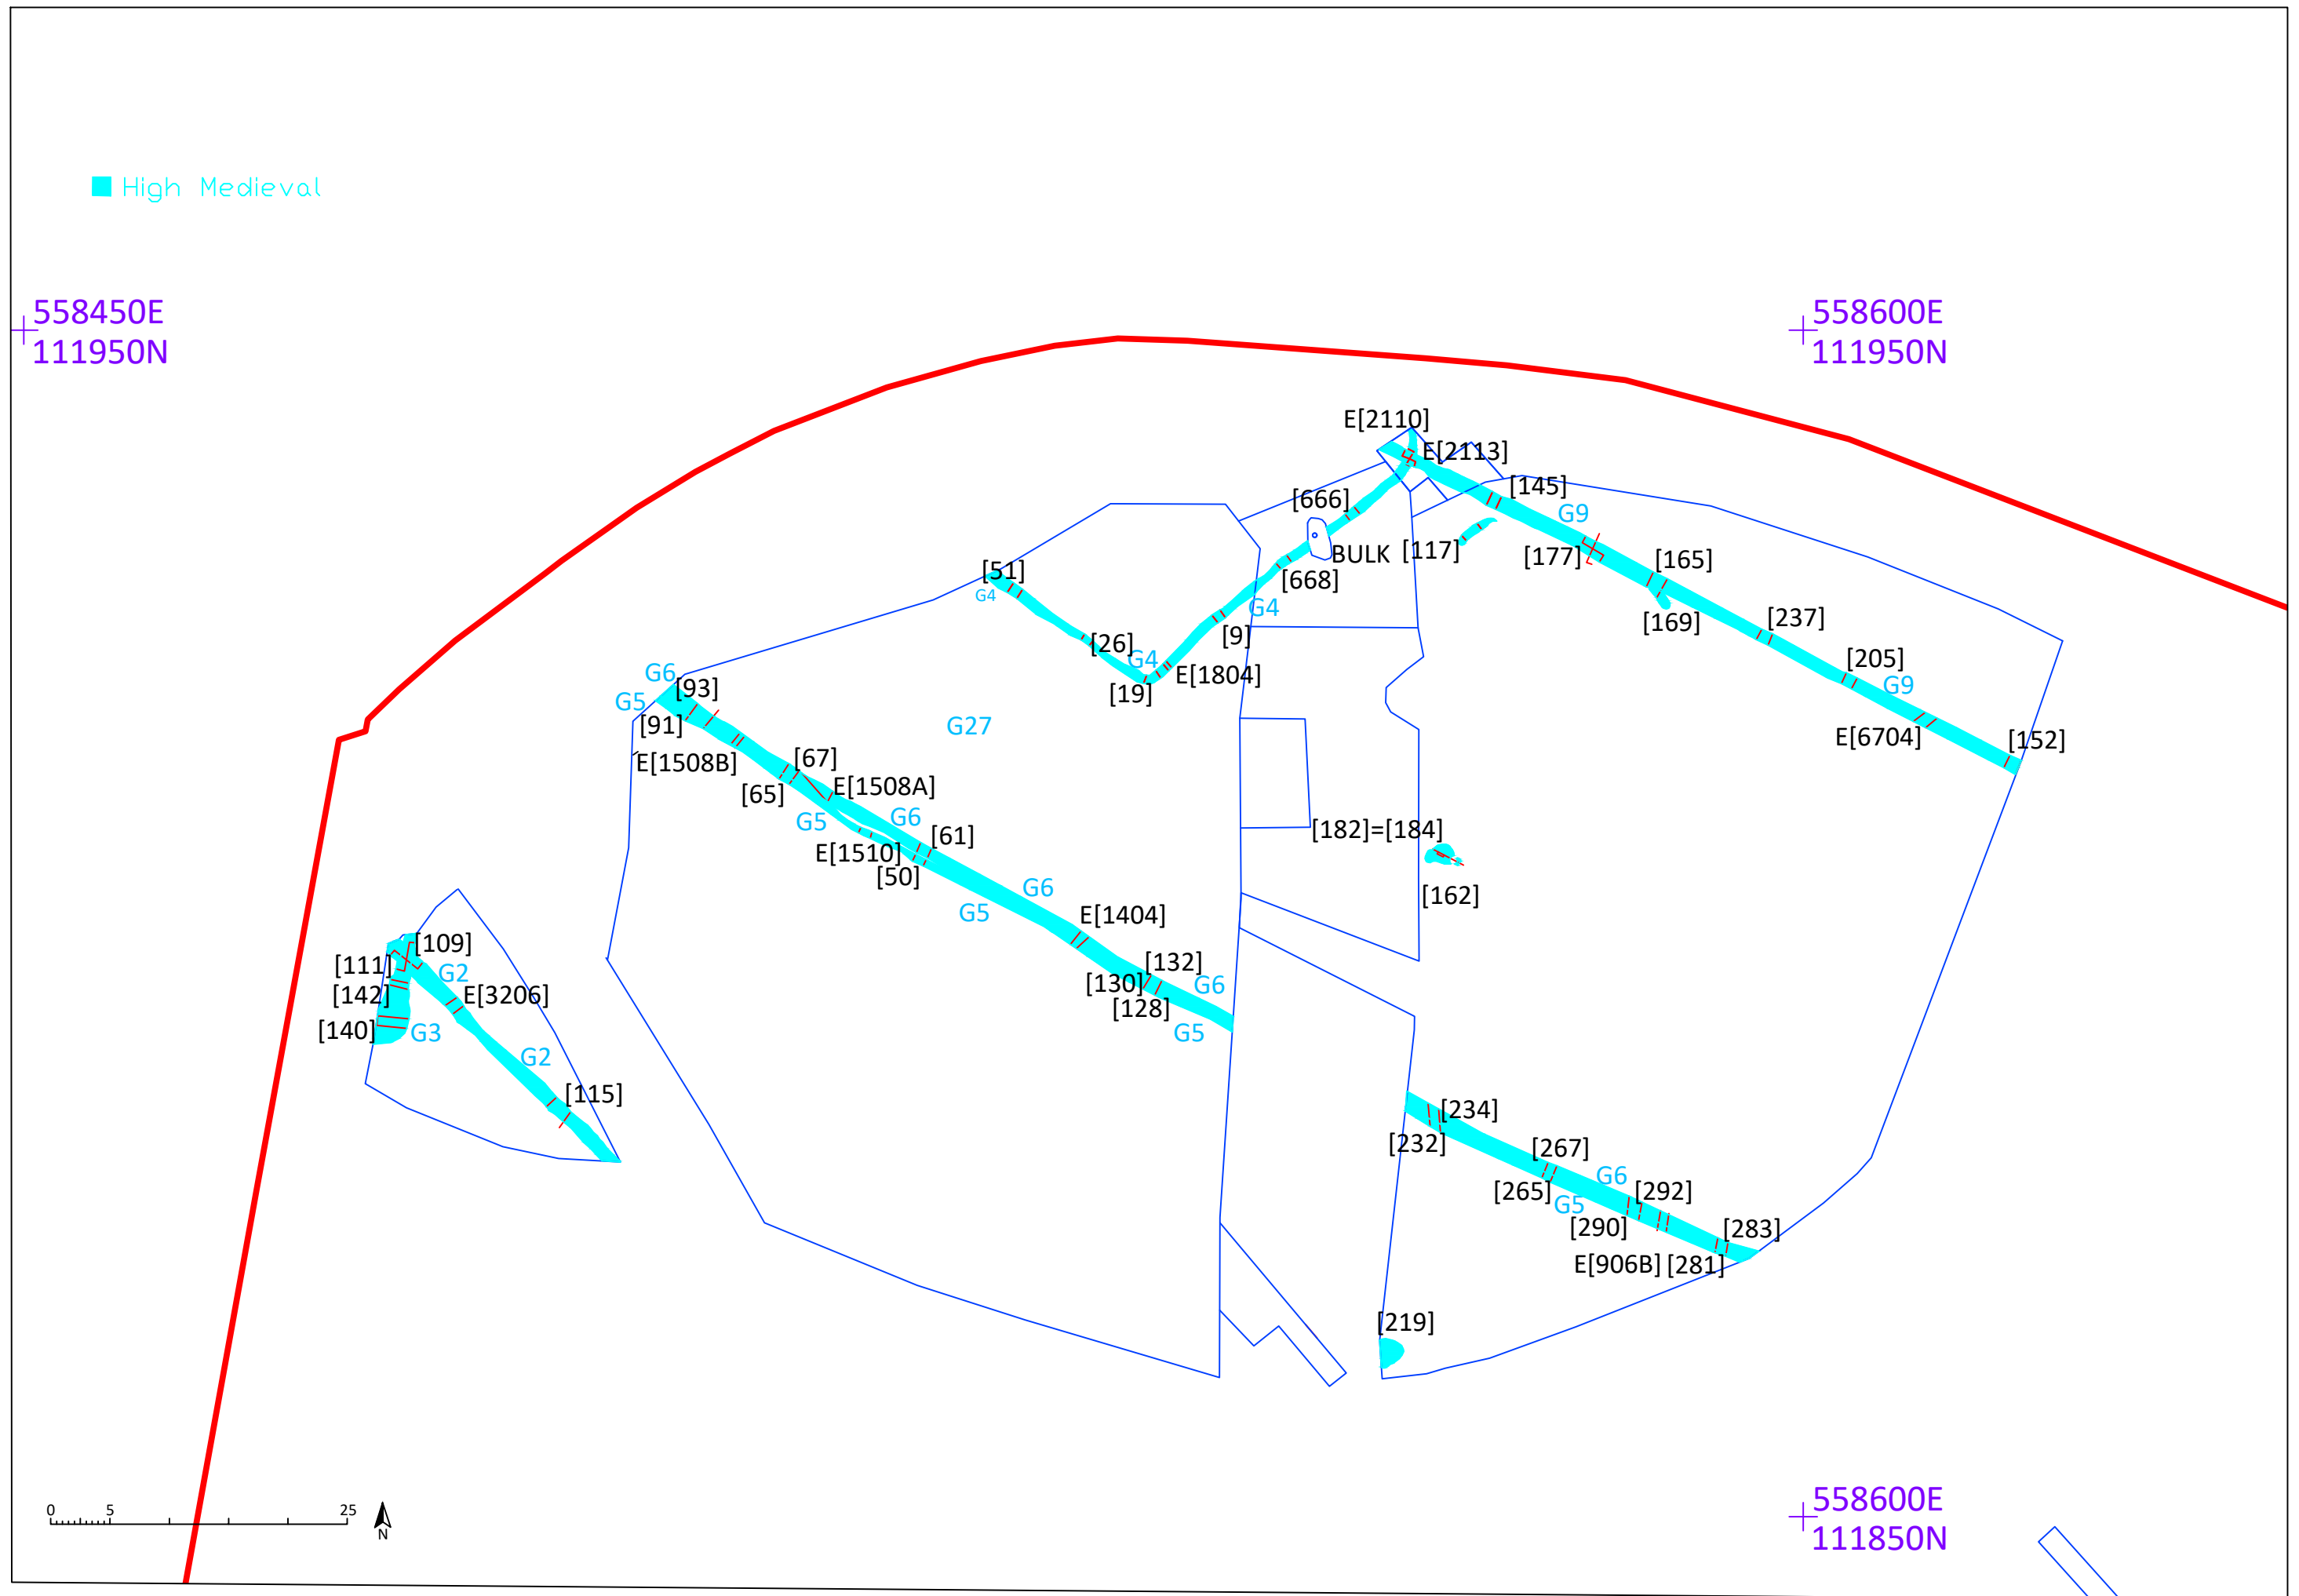 High Medieval
558450E
111950N
558600E
111950N
E[2110]
E[2113]
[145]
G9
[666]
[177]
BULK
[117]
[165]
[668]
[51]
G4
G4
[169]
[237]
[9]
[26]
G4
E[1804]
[19]
[205]
G9
G6
[93]
G5
[91]
G27
E[6704]
[152]
E[1508B]
[67]
[65]
E[1508A]
G6
G5
[182]=[184]
[61]
E[1510]
[50]
[162]
G6
G5
E[1404]
[109]
[111]
G2
[142]
E[3206]
[132]
[130]
G6
[128]
[140]
G3
G5
G2
[115]
[234]
[232]
[267]
G6
[265]
G5
[292]
[290]
[283]
E[906B]
[281]
[219]
558600E
111850N
0 5 25
N